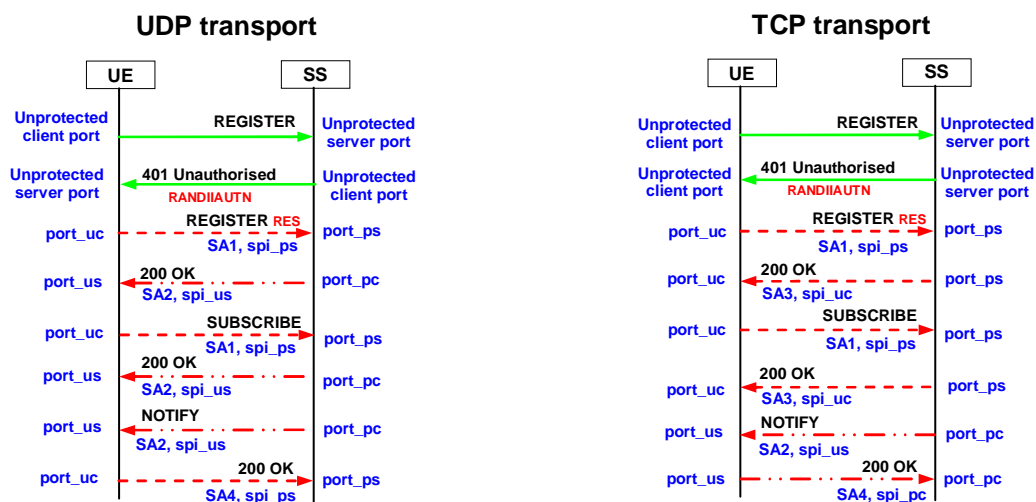 UDP transport
UE
SS
Unprotected
client port
REGISTER
Unprotected
server port
Unprotected
server port
401 Unauthorised
RANDIIAUTN
Unprotected
client port
port_uc
REGISTER RES
SA1, spi_ps
port_ps
port_us
200 OK
SA2, spi_us
port_pc
port_uc
SUBSCRIBE
SA1, spi_ps
port_ps
port_us
200 OK
SA2, spi_us
port_pc
port_us
NOTIFY
SA2, spi_us
port_pc
port_uc
200 OK
SA4, spi_ps
port_ps
TCP transport
UE
SS
Unprotected
client port
REGISTER
Unprotected
server port
Unprotected
client port
401 Unauthorised
RANDIIAUTN
Unprotected
server port
port_uc
REGISTER RES
SA1, spi_ps
port_ps
port_uc
200 OK
SA3, spi_uc
port_ps
port_uc
SUBSCRIBE
SA1, spi_ps
port_ps
port_uc
200 OK
SA3, spi_uc
port_ps
port_us
NOTIFY
SA2, spi_us
port_pc
port_us
200 OK
SA4, spi_pc
port_pc